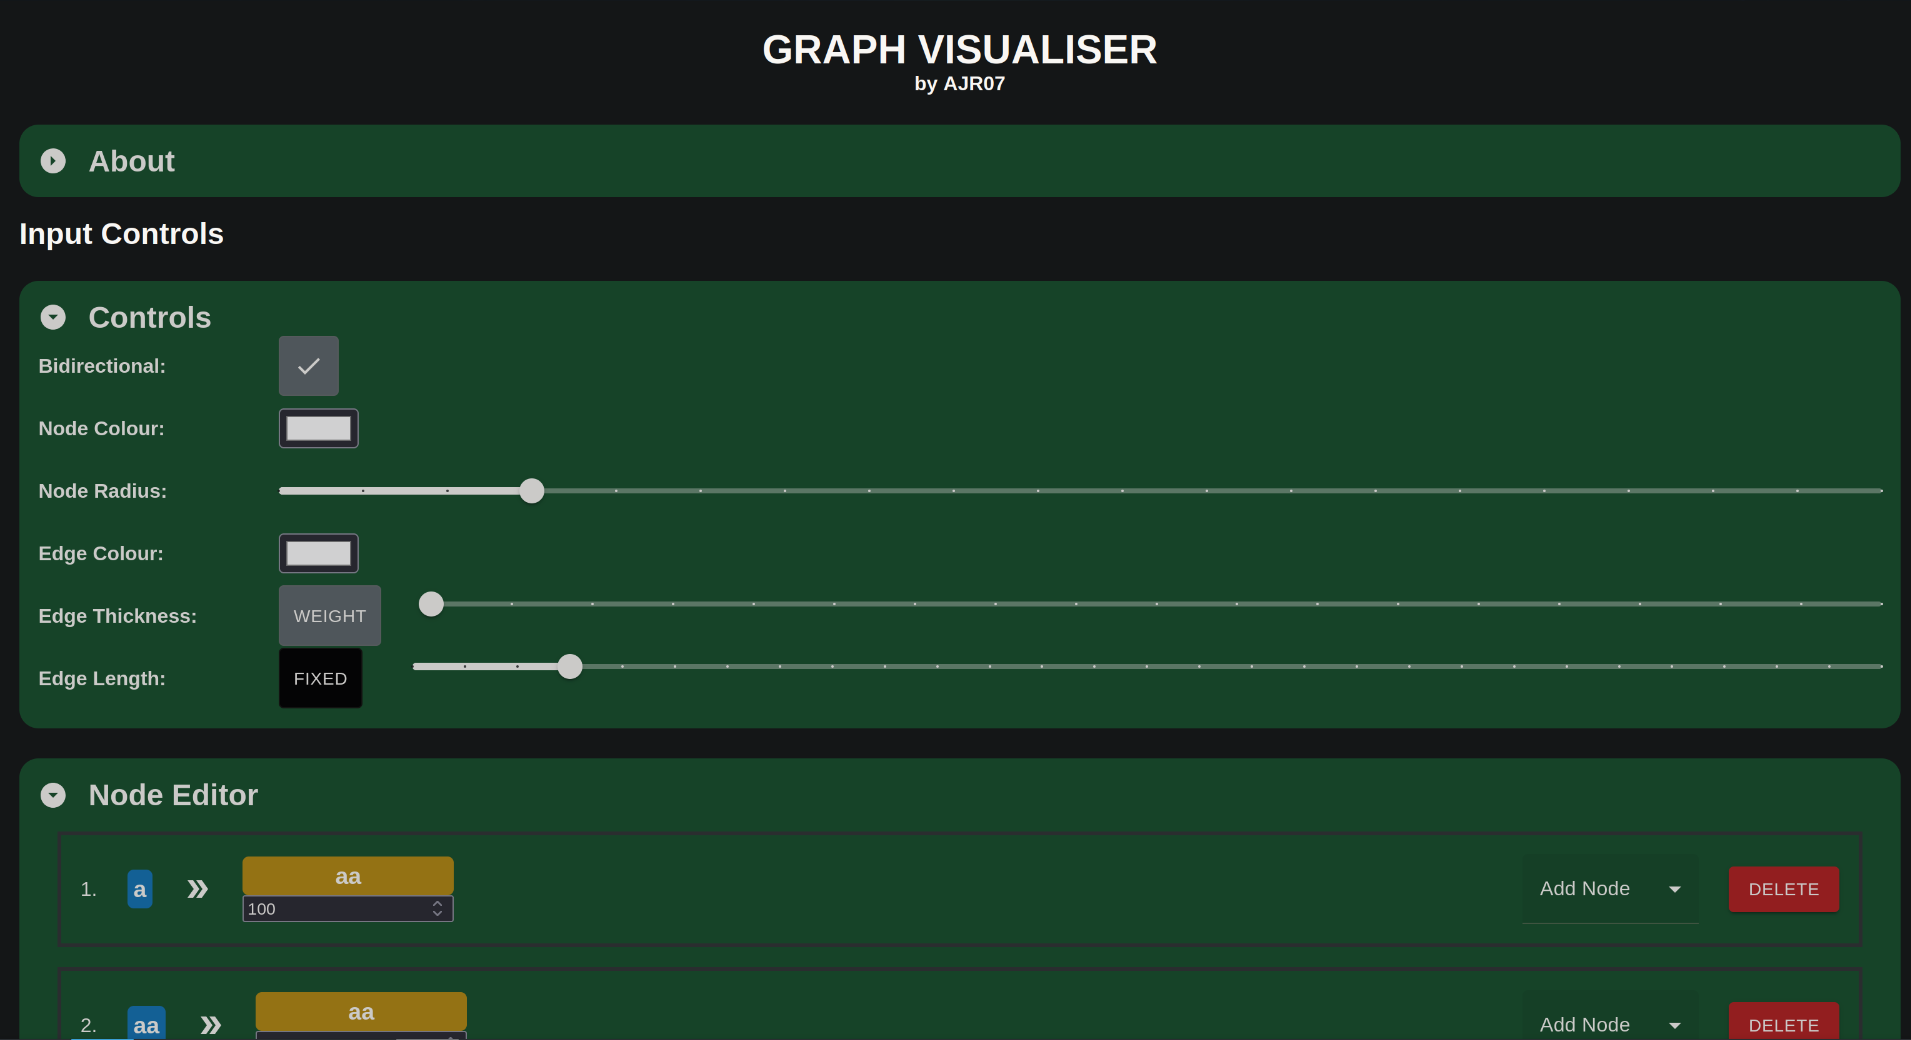 GRAPH VISUALISER
by AJR07
About
Input Controls
Controls
Bidirectional:
Node Colour:
Node Radius:
Edge Colour:
Edge Thickness: WEIGHT
Edge Length: FIXED
Node Editor
1. a » aa Add Node DELETE
100
2. aa » aa Add Node DELETE